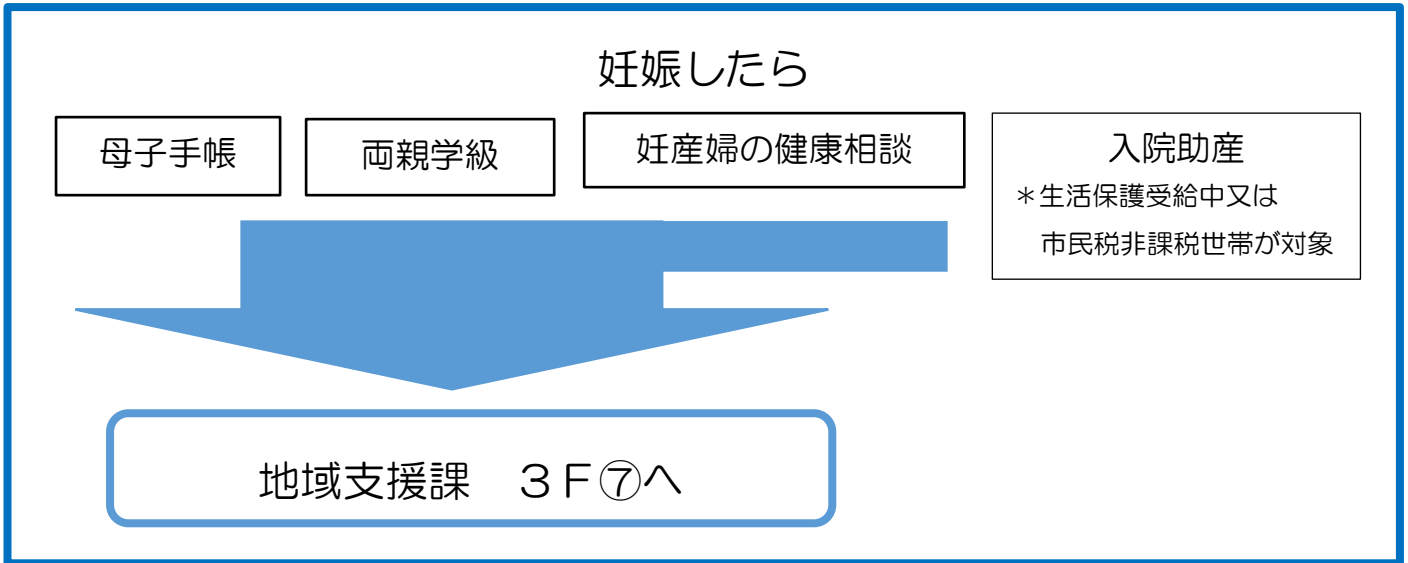 妊娠したら
母子手帳
両親学級
妊産婦の健康相談
入院助産
＊生活保護受給中又は
市民税非課税世帯が対象
地域支援課　３Ｆ⑦へ